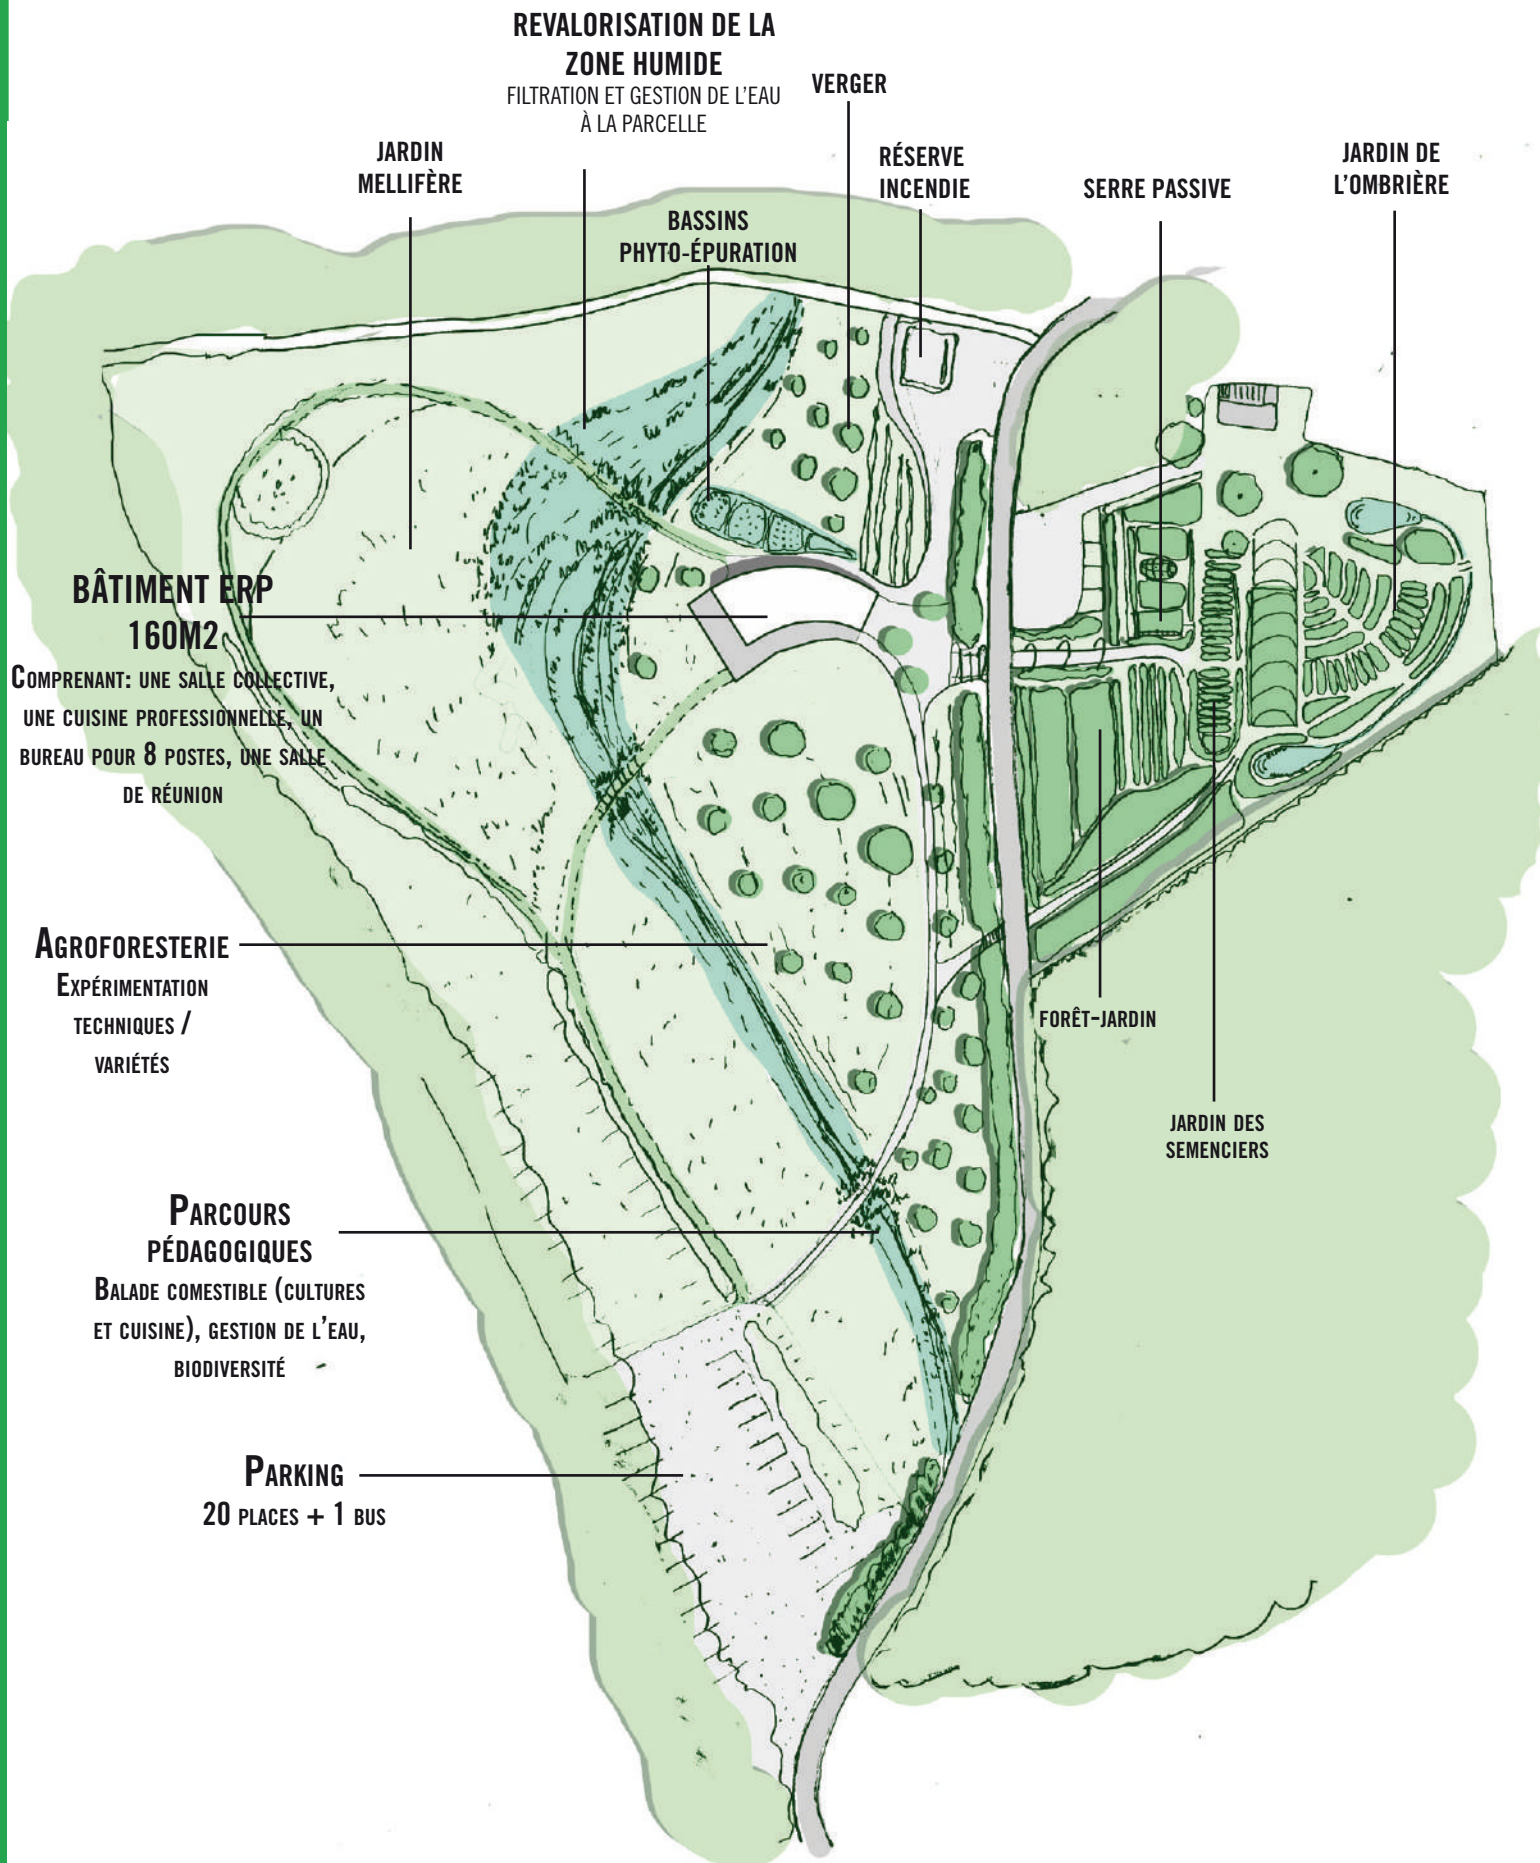 REVALORISATION DE LA
ZONE HUMIDE
FILTRATION ET GESTION DE L'EAU
À LA PARCELLE
VERGER
JARDIN
MELLIFÈRE
RÉSERVE
INCENDIE
SERRE PASSIVE
JARDIN DE
L'OMBRIÈRE
BASSINS
PHYTO-ÉPURATION
BÂTIMENT ERP
160M2
COMPRENANT: UNE SALLE COLLECTIVE,
UNE CUISINE PROFESSIONNELLE, UN
BUREAU POUR 8 POSTES, UNE SALLE
DE RÉUNION
AGROFORESTERIE
EXPÉRIMENTATION
TECHNIQUES /
VARIÉTÉS
FORÊT-JARDIN
JARDIN DES
SEMENCIERS
PARCOURS
PÉDAGOGIQUES
BALADE COMESTIBLE (CULTURES
ET CUISINE), GESTION DE L'EAU,
BIODIVERSITÉ
PARKING
20 PLACES + 1 BUS